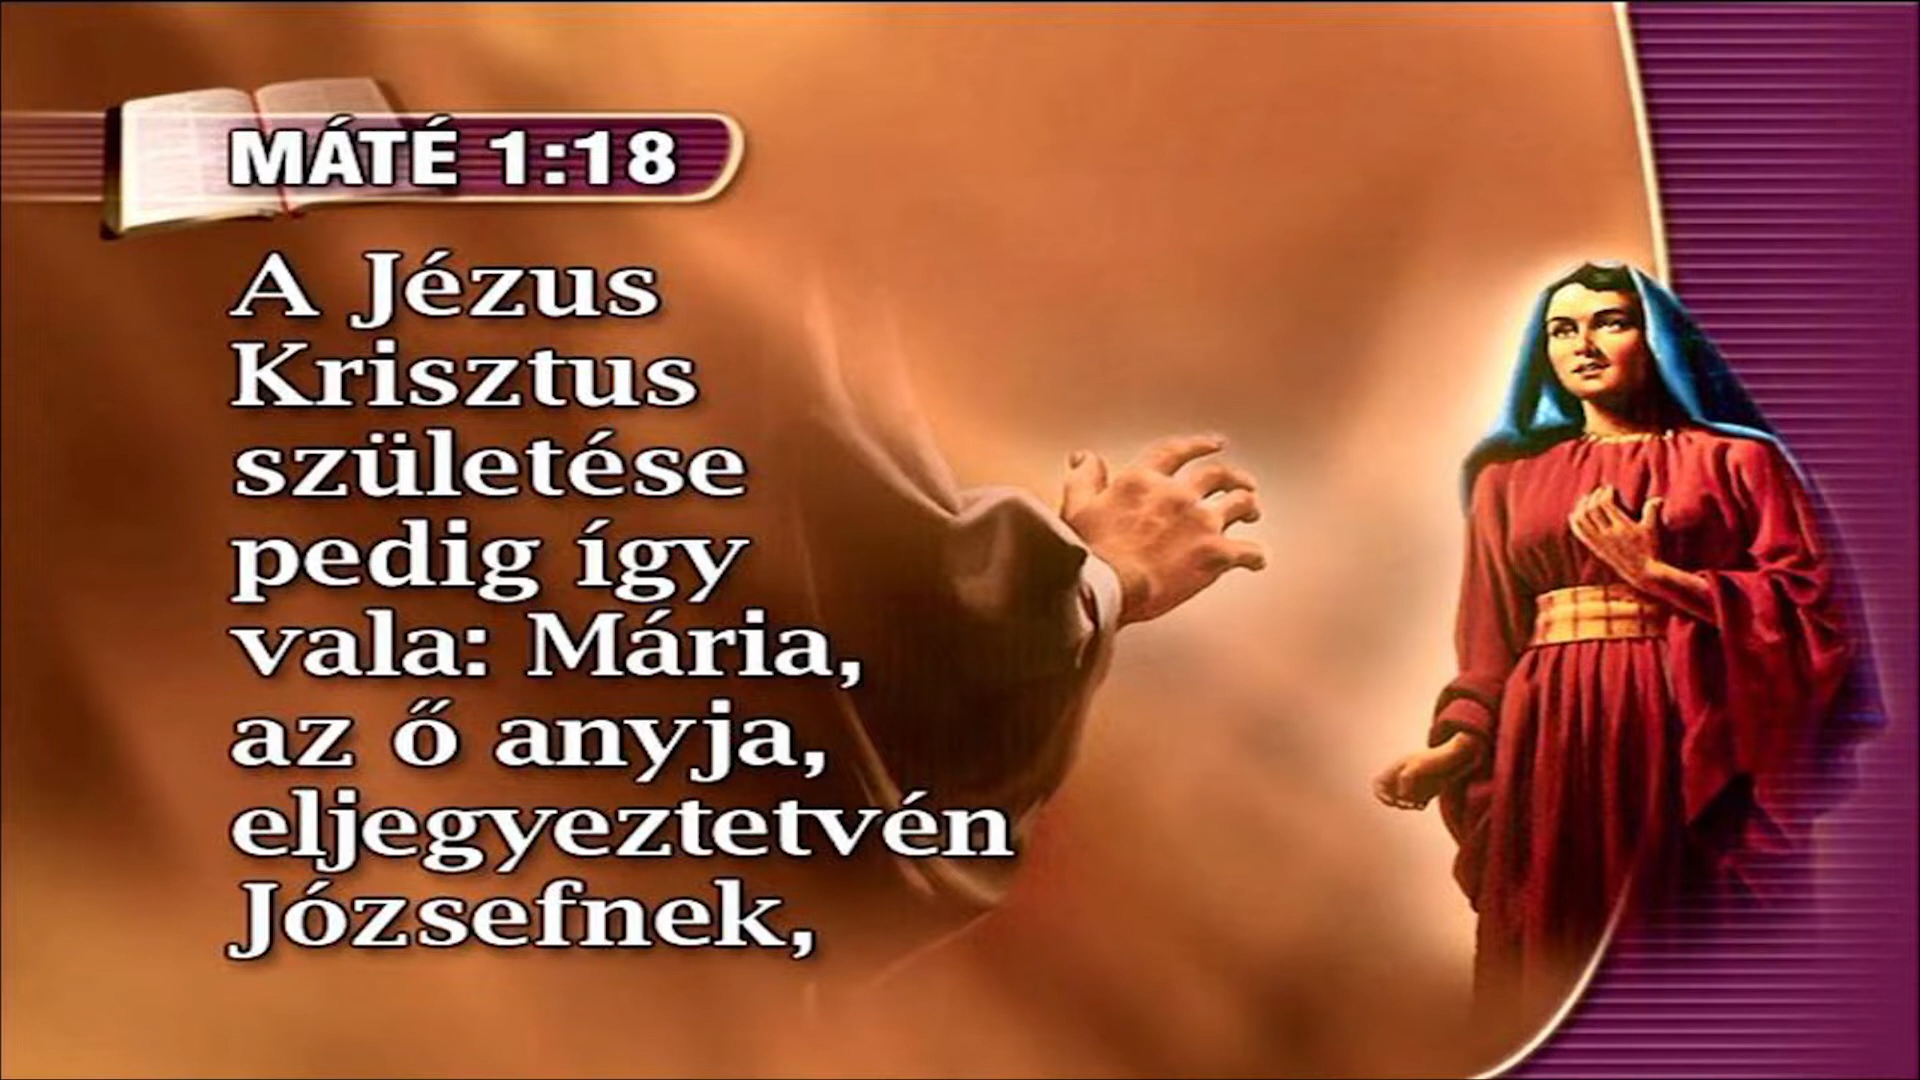 MÁTÉ 1:18
A Jézus
Krisztus
születése
pedig így
vala: Mária,
az ő anyja,
eljegyeztetvén
Józsefnek,